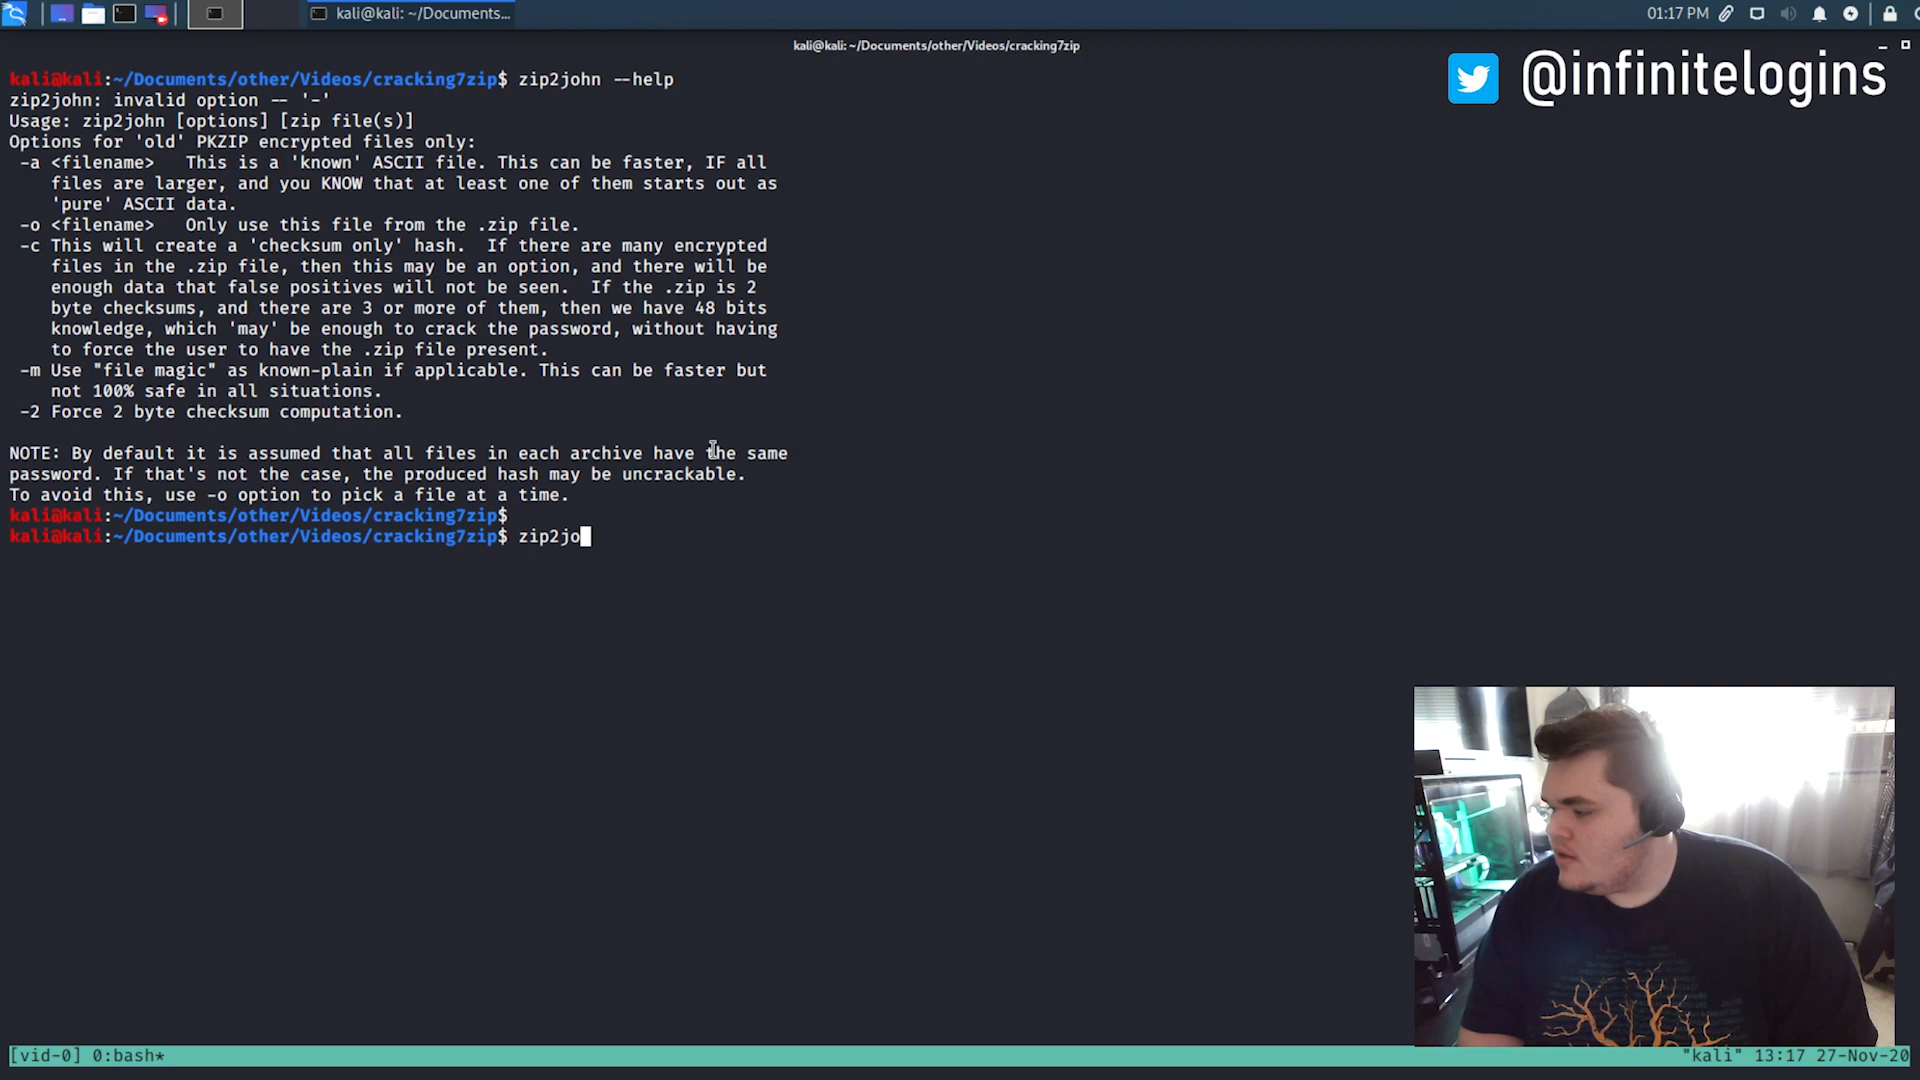 kali@kali: ~/Documents...
01:17 PM
kali@kali: ~/Documents/other/Videos/cracking7zip
@infinitelogins
kali@kali:~/Documents/other/Videos/cracking7zip$ zip2john --help
zip2john: invalid option -- '-'
Usage: zip2john [options] [zip file(s)]
Options for 'old' PKZIP encrypted files only:
-a <filename>   This is a 'known' ASCII file. This can be faster, IF all
files are larger, and you KNOW that at least one of them starts out as
'pure' ASCII data.
-o <filename>   Only use this file from the .zip file.
-c This will create a 'checksum only' hash.  If there are many encrypted
files in the .zip file, then this may be an option, and there will be
enough data that false positives will not be seen.  If the .zip is 2
byte checksums, and there are 3 or more of them, then we have 48 bits
knowledge, which 'may' be enough to crack the password, without having
to force the user to have the .zip file present.
-m Use "file magic" as known-plain if applicable. This can be faster but
not 100% safe in all situations.
-2 Force 2 byte checksum computation.
NOTE: By default it is assumed that all files in each archive have the same
password. If that's not the case, the produced hash may be uncrackable.
To avoid this, use -o option to pick a file at a time.
kali@kali:~/Documents/other/Videos/cracking7zip$
kali@kali:~/Documents/other/Videos/cracking7zip$ zip2jo
[vid-0] 0:bash*
"kali" 13:17 27-Nov-20